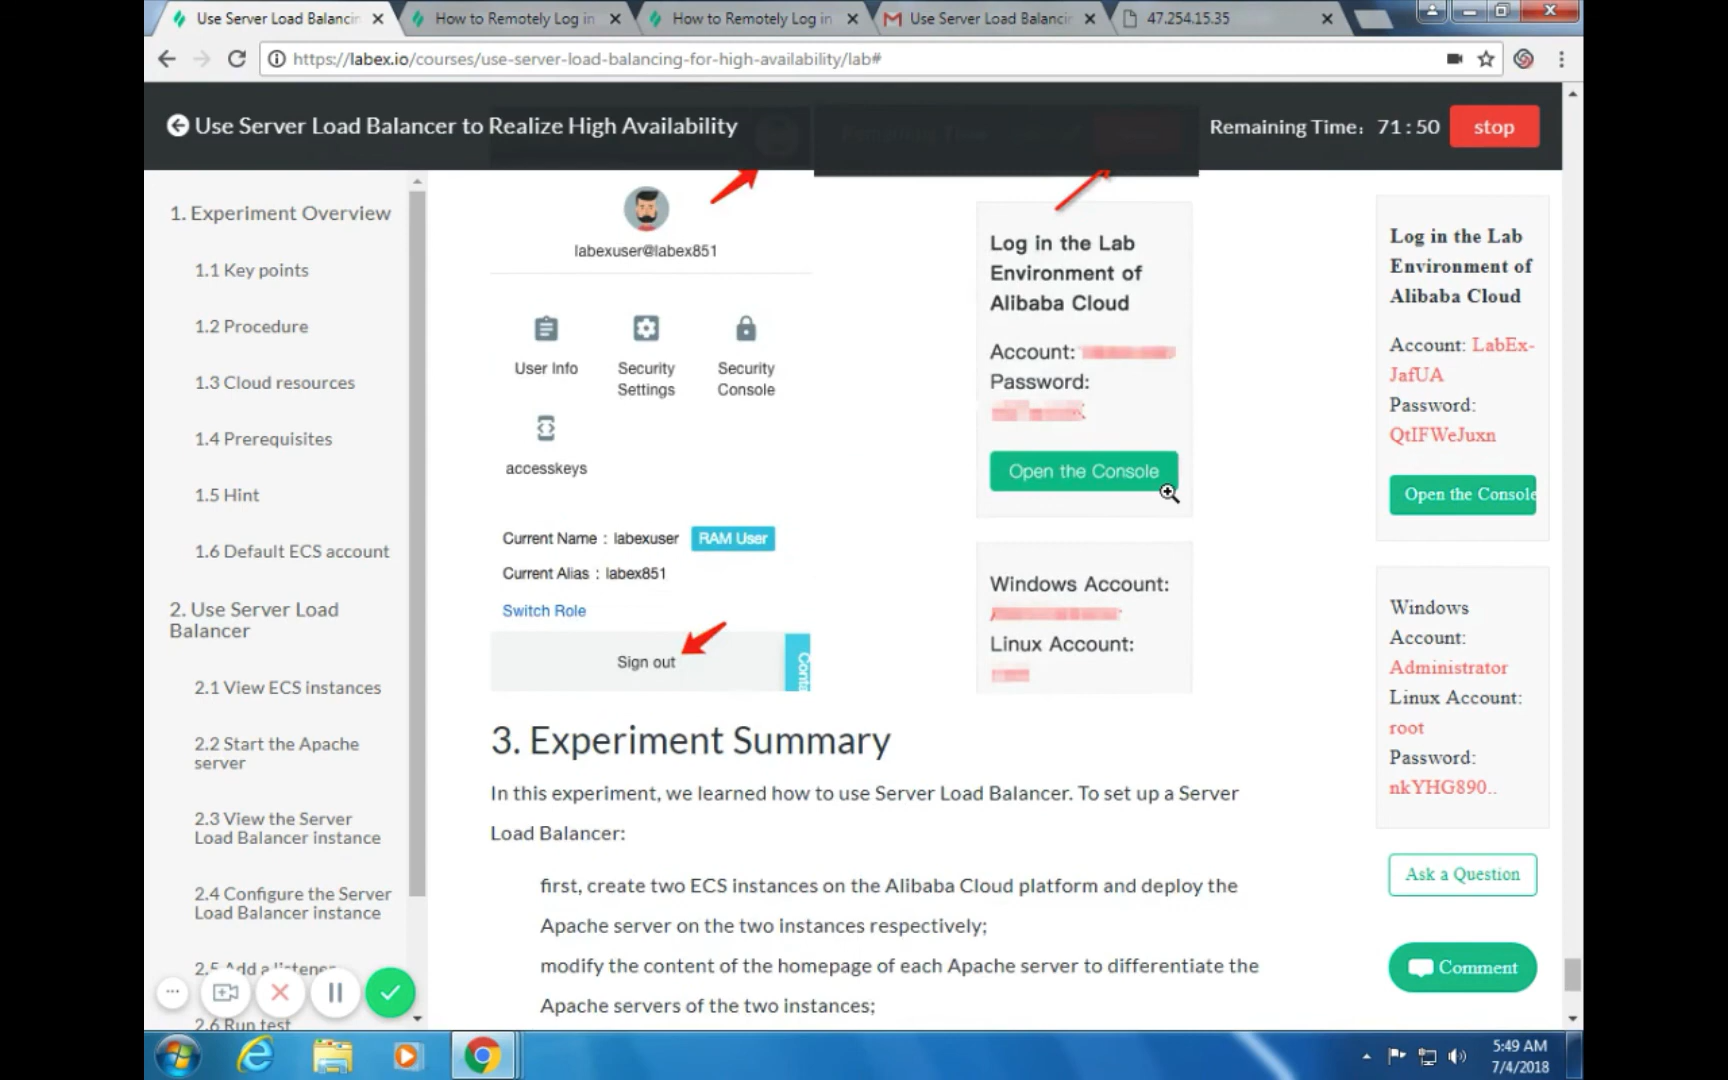 Use Server Load Balancin
How to Remotely Log in
How to Remotely Log in
Use Server Load Balancin
47.254.15.35
https://labex.io/courses/use-server-load-balancing-for-high-availability/lab#
Use Server Load Balancer to Realize High Availability
Remaining Time: 71:50
stop
1. Experiment Overview
1.1 Key points
1.2 Procedure
1.3 Cloud resources
1.4 Prerequisites
1.5 Hint
1.6 Default ECS account
2. Use Server Load
Balancer
2.1 View ECS instances
2.2 Start the Apache
server
2.3 View the Server
Load Balancer instance
2.4 Configure the Server
Load Balancer instance
2.5 Add a listener
2.6 Run test
labexuser@labex851
User Info
Security
Settings
Security
Console
accesskeys
Current Name : labexuser
RAM User
Current Alias : labex851
Switch Role
Sign out
Conta
Log in the Lab
Environment of
Alibaba Cloud
Account:
Password:
Open the Console
Windows Account:
Linux Account:
3. Experiment Summary
In this experiment, we learned how to use Server Load Balancer. To set up a Server
Load Balancer:
first, create two ECS instances on the Alibaba Cloud platform and deploy the
Apache server on the two instances respectively;
modify the content of the homepage of each Apache server to differentiate the
Apache servers of the two instances;
Log in the Lab
Environment of
Alibaba Cloud
Account: LabEx-
JafUA
Password:
QtIFWeJuxn
Open the Console
Windows
Account:
Administrator
Linux Account:
root
Password:
nkYHG890..
Ask a Question
Comment
5:49 AM
7/4/2018